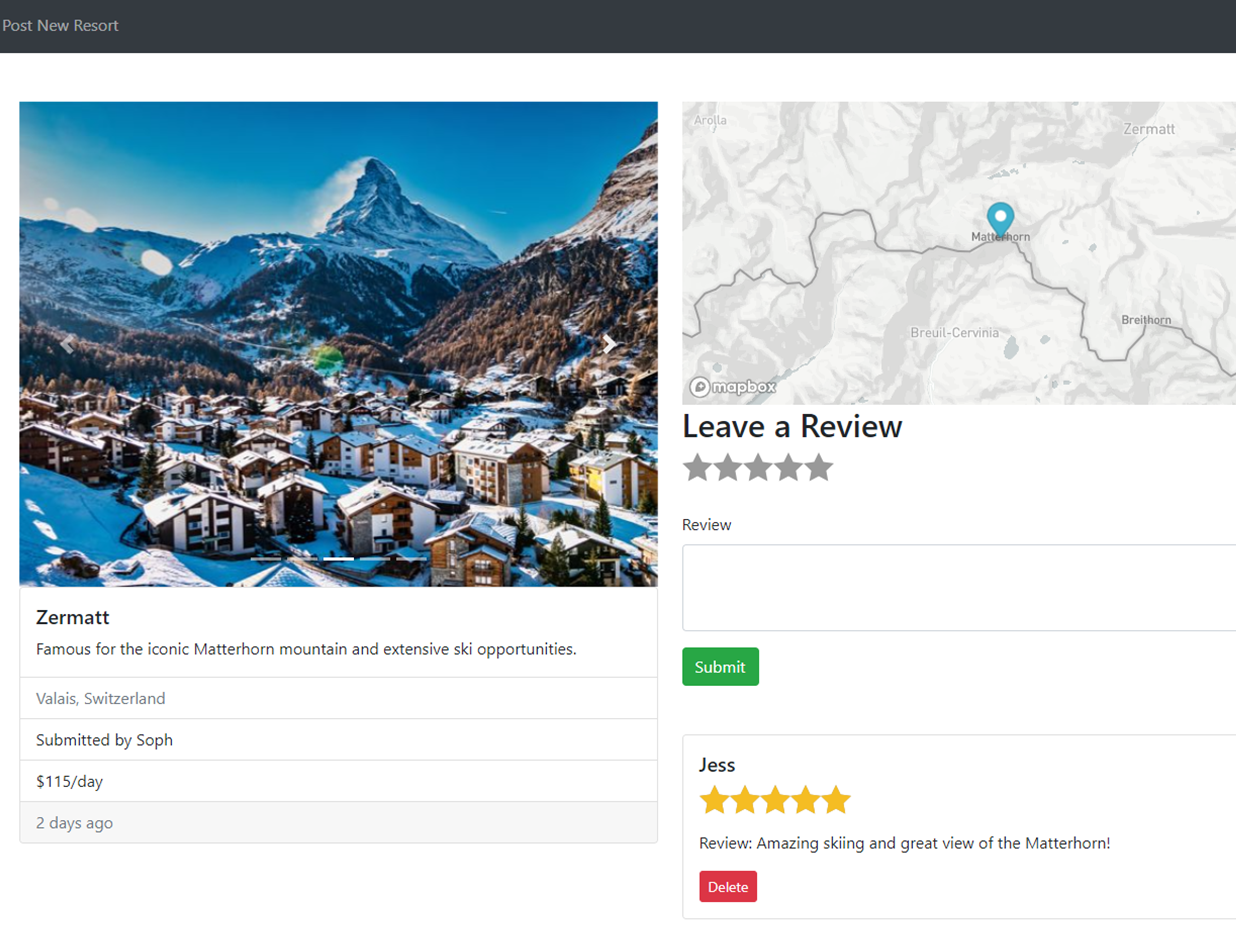 Post New Resort
Arolla
Zermatt
Matterhorn
Breithorn
Breuil-Cervinia
mapbox
Zermatt
Famous for the iconic Matterhorn mountain and extensive ski opportunities.
Valais, Switzerland
Submitted by Soph
$115/day
2 days ago
Leave a Review
Review
Submit
Jess
Review: Amazing skiing and great view of the Matterhorn!
Delete